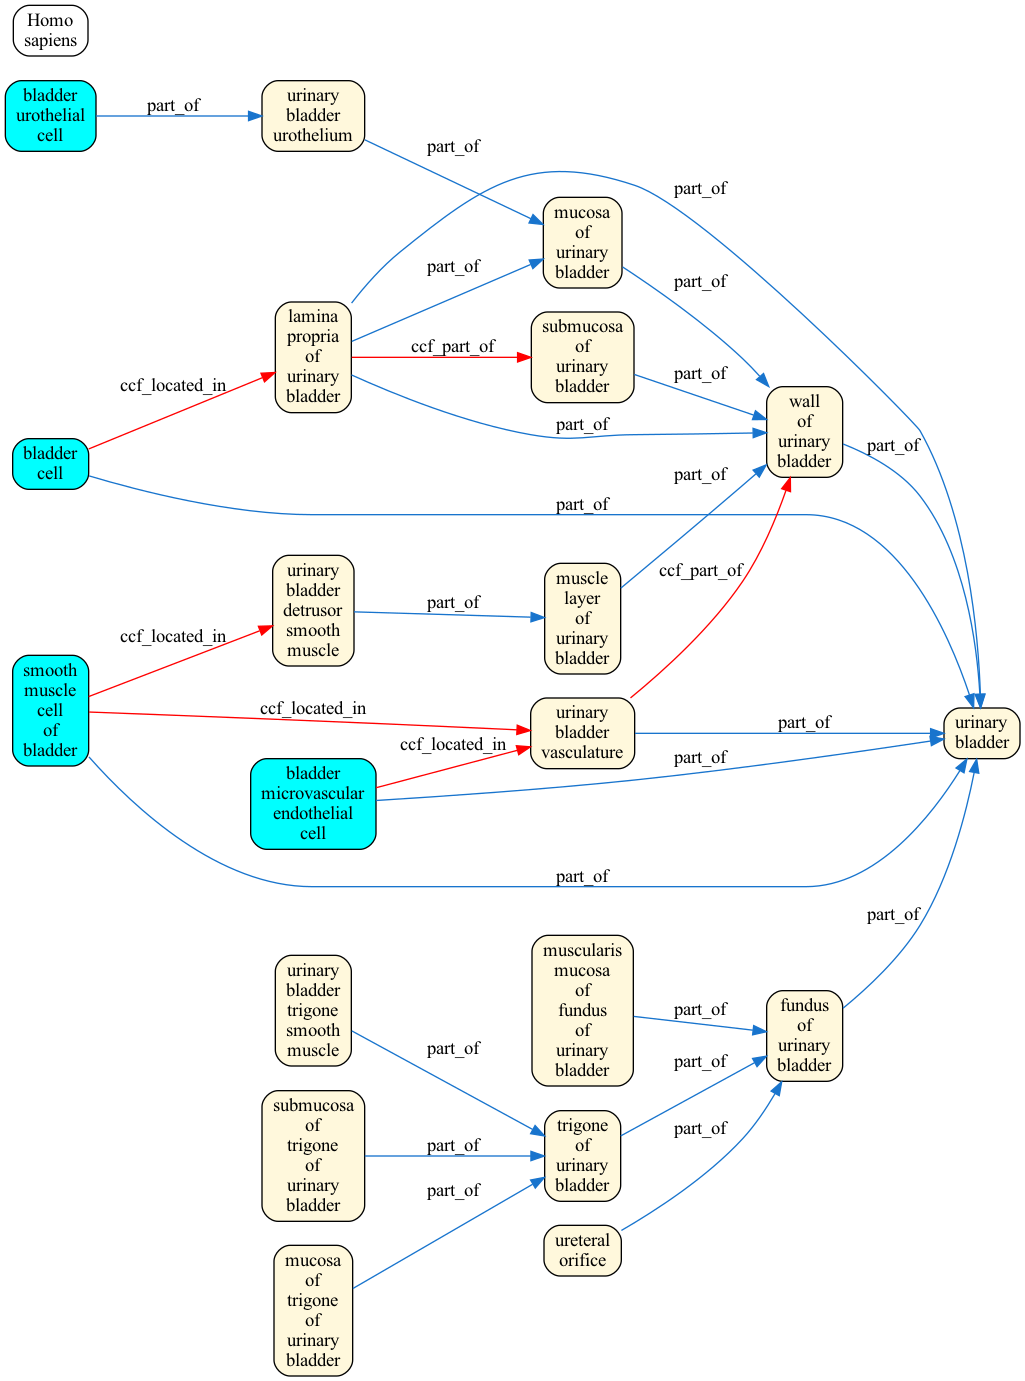 Homo
sapiens
bladder
urothelial
cell
part_of
urinary
bladder
urothelium
part_of
mucosa
of
urinary
bladder
part_of
part_of
part_of
lamina
propria
of
urinary
bladder
ccf_part_of
submucosa
of
urinary
bladder
part_of
part_of
ccf_located_in
bladder
cell
part_of
wall
of
urinary
bladder
part_of
part_of
ccf_part_of
urinary
bladder
detrusor
smooth
muscle
part_of
muscle
layer
of
urinary
bladder
ccf_located_in
smooth
muscle
cell
of
bladder
ccf_located_in
urinary
bladder
vasculature
part_of
urinary
bladder
ccf_located_in
bladder
microvascular
endothelial
cell
part_of
part_of
part_of
muscularis
mucosa
of
fundus
of
urinary
bladder
part_of
fundus
of
urinary
bladder
urinary
bladder
trigone
smooth
muscle
part_of
part_of
submucosa
of
trigone
of
urinary
bladder
part_of
trigone
of
urinary
bladder
part_of
part_of
ureteral
orifice
mucosa
of
trigone
of
urinary
bladder